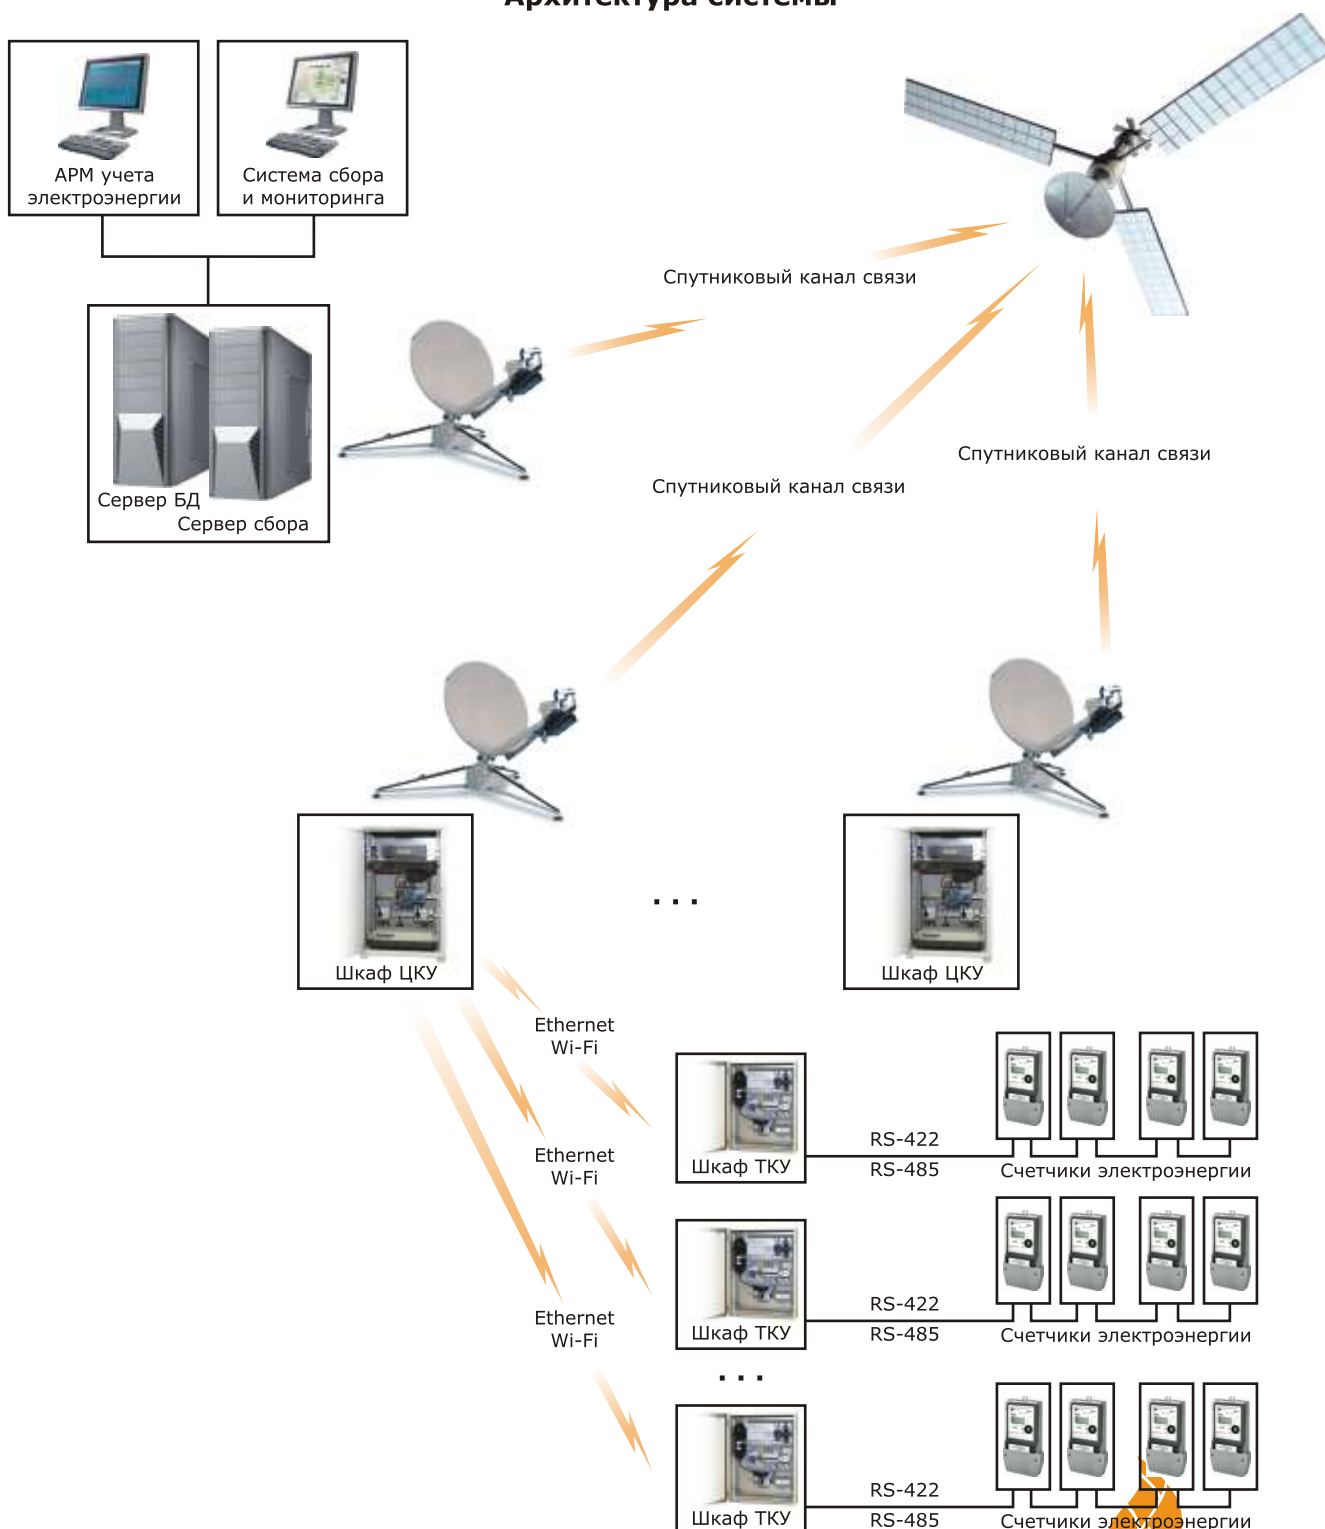 Архитектура системы
АРМ учета
электроэнергии
Система сбора
и мониторинга
Спутниковый канал связи
Спутниковый канал связи
Спутниковый канал связи
Сервер БД
Сервер сбора
Шкаф ЦКУ
. . .
Шкаф ЦКУ
Ethernet
Wi-Fi
Шкаф ТКУ
RS-422
RS-485
Счетчики электроэнергии
Ethernet
Wi-Fi
Шкаф ТКУ
RS-422
RS-485
Счетчики электроэнергии
Ethernet
Wi-Fi
. . .
Шкаф ТКУ
RS-422
RS-485
Счетчики электроэнергии